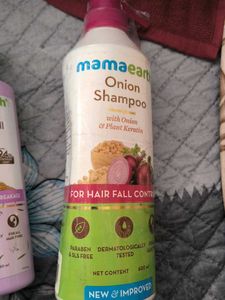 mamaearth
Onion
Shampoo
with Onion
& Plant Keratin
FOR HAIR FALL CONTR
PARABEN
& SLS FREE
DERMATOLOGICALLY
TESTED
NET CONTENT
NEW & IMPROVED